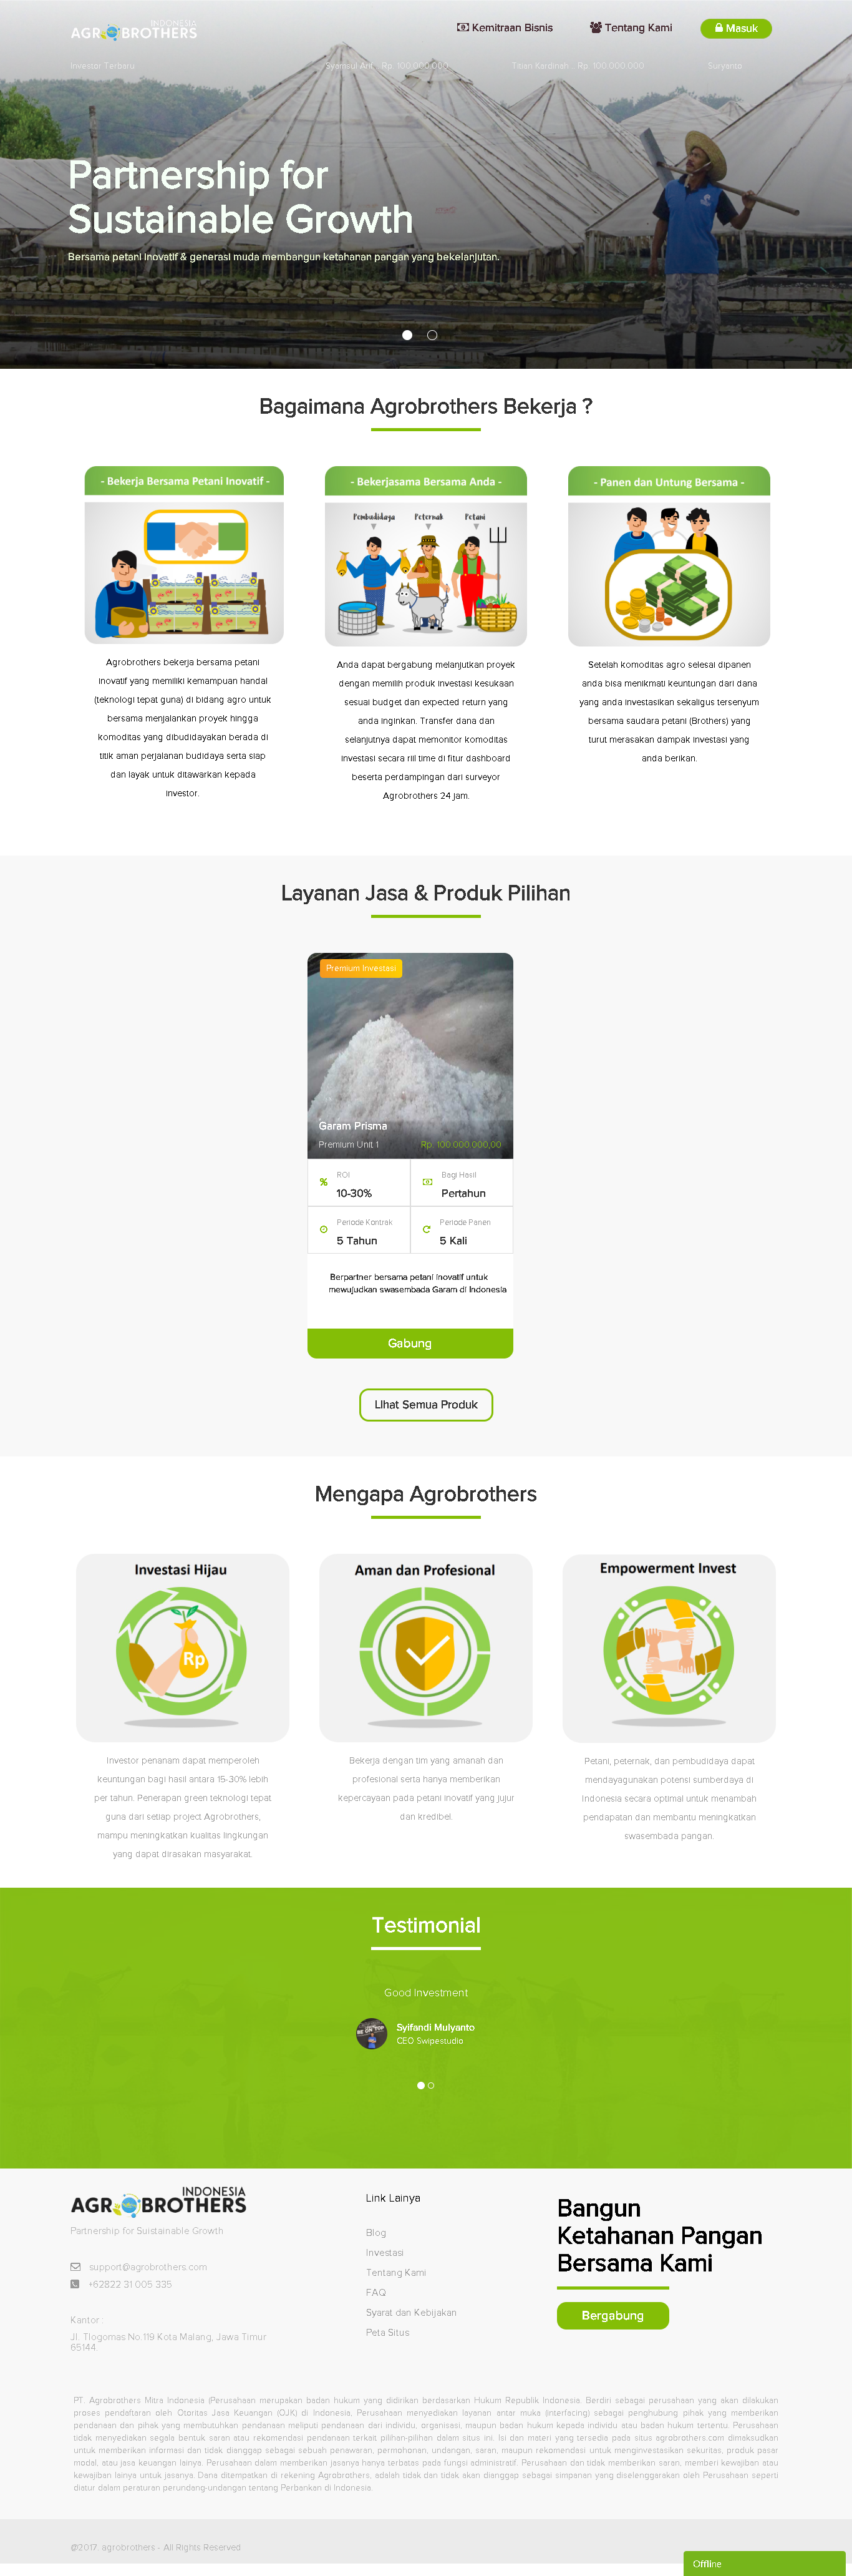 INDONESIA
AGR BROTHERS
Kemitraan Bisnis
Tentang Kami
Masuk
Investor Terbaru
Syamsul Arif : Rp. 100.000.000
Titian Kardinah : Rp. 100.000.000
Suryanto
Partnership for
Sustainable Growth
Bersama petani inovatif & generasi muda membangun ketahanan pangan yang bekelanjutan.
Bagaimana Agrobrothers Bekerja ?
- Bekerja Bersama Petani Inovatif -
Agrobrothers bekerja bersama petani
inovatif yang memiliki kemampuan handal
(teknologi tepat guna) di bidang agro untuk
bersama menjalankan proyek hingga
komoditas yang dibudidayakan berada di
titik aman perjalanan budidaya serta siap
dan layak untuk ditawarkan kepada
investor.
- Bekerjasama Bersama Anda -
Pembudidaya
Peternak
Petani
Anda dapat bergabung melanjutkan proyek
dengan memilih produk investasi kesukaan
sesuai budget dan expected return yang
anda inginkan. Transfer dana dan
selanjutnya dapat memonitor komoditas
investasi secara riil time di fitur dashboard
beserta perdampingan dari surveyor
Agrobrothers 24 jam.
- Panen dan Untung Bersama -
Setelah komoditas agro selesai dipanen
anda bisa menikmati keuntungan dari dana
yang anda investasikan sekaligus tersenyum
bersama saudara petani (Brothers) yang
turut merasakan dampak investasi yang
anda berikan.
Layanan Jasa & Produk Pilihan
Premium Investasi
Garam Prisma
Premium Unit 1
Rp. 100.000.000,00
ROI
10-30%
Bagi Hasil
Pertahun
Periode Kontrak
5 Tahun
Periode Panen
5 Kali
Berpartner bersama petani inovatif untuk
mewujudkan swasembada Garam di Indonesia
Gabung
Lihat Semua Produk
Mengapa Agrobrothers
Investasi Hijau
Rp
Investor penanam dapat memperoleh
keuntungan bagi hasil antara 15-30% lebih
per tahun. Penerapan green teknologi tepat
guna dari setiap project Agrobrothers,
mampu meningkatkan kualitas lingkungan
yang dapat dirasakan masyarakat.
Aman dan Profesional
Bekerja dengan tim yang amanah dan
profesional serta hanya memberikan
kepercayaan pada petani inovatif yang jujur
dan kredibel.
Empowerment Invest
Petani, peternak, dan pembudidaya dapat
mendayagunakan potensi sumberdaya di
Indonesia secara optimal untuk menambah
pendapatan dan membantu meningkatkan
swasembada pangan.
Testimonial
Good Investment
Syifandi Mulyanto
CEO Swipestudio
INDONESIA
AGR BROTHERS
Partnership for Suistainable Growth
support@agrobrothers.com
+62822 31 005 335
Kantor :
Jl. Tlogomas No.119 Kota Malang, Jawa Timur
65144.
Link Lainya
Blog
Investasi
Tentang Kami
FAQ
Syarat dan Kebijakan
Peta Situs
Bangun
Ketahanan Pangan
Bersama Kami
Bergabung
PT. Agrobrothers Mitra Indonesia (Perusahaan merupakan badan hukum yang didirikan berdasarkan Hukum Republik Indonesia. Berdiri sebagai perusahaan yang akan dilakukan
proses pendaftaran oleh Otoritas Jasa Keuangan (OJK) di Indonesia, Perusahaan menyediakan layanan antar muka (interfacing) sebagai penghubung pihak yang memberikan
pendanaan dan pihak yang membutuhkan pendanaan meliputi pendanaan dari individu, organisasi, maupun badan hukum kepada individu atau badan hukum tertentu. Perusahaan
tidak menyediakan segala bentuk saran atau rekomendasi pendanaan terkait pilihan-pilihan dalam situs ini. Isi dan materi yang tersedia pada situs agrobrothers.com dimaksudkan
untuk memberikan informasi dan tidak dianggap sebagai sebuah penawaran, permohonan, undangan, saran, maupun rekomendasi untuk menginvestasikan sekuritas, produk pasar
modal, atau jasa keuangan lainya. Perusahaan dalam memberikan jasanya hanya terbatas pada fungsi administratif. Perusahaan dan tidak memberikan saran, memberi kewajiban atau
kewajiban lainya untuk jasanya. Dana ditempatkan di rekening Agrobrothers, adalah tidak dan tidak akan dianggap sebagai simpanan yang diselenggarakan oleh Perusahaan seperti
diatur dalam peraturan perundang-undangan tentang Perbankan di Indonesia.
@2017. agrobrothers - All Rights Reserved
Offline